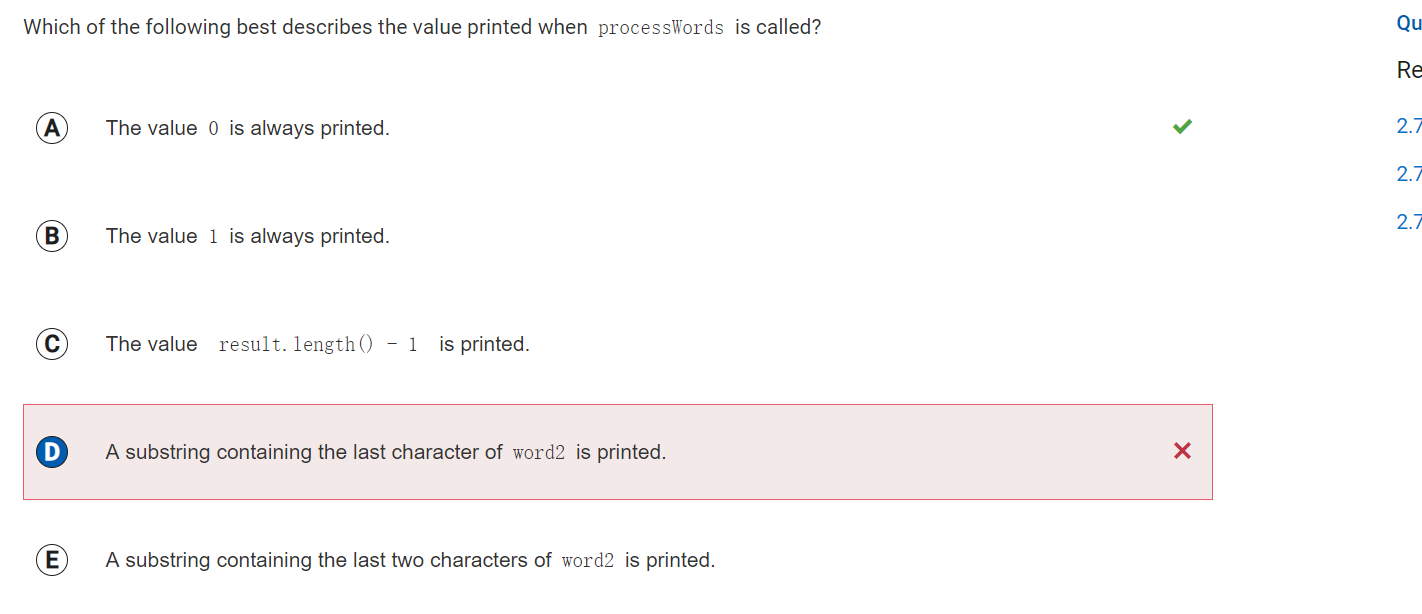 Which of the following best describes the value printed when processWords is called?
Qu
Re
A The value 0 is always printed.
2.7
2.7
2.7
B The value 1 is always printed.
C The value result.length() - 1 is printed.
D A substring containing the last character of word2 is printed.
E A substring containing the last two characters of word2 is printed.